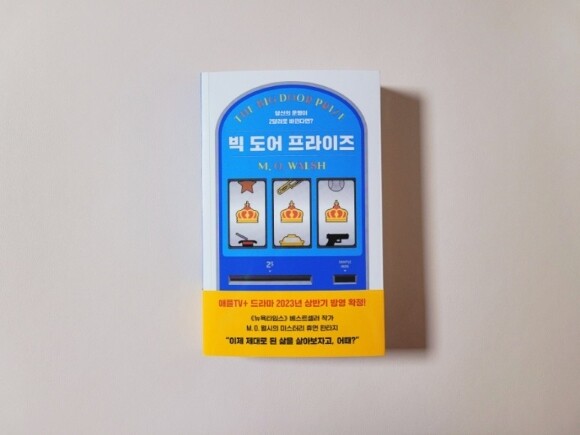 THE BIG DOOR PRIZE
당신의 운명이
2달러로 바뀐다면?
빅 도어 프라이즈
M. O. WALSH
2$
애플TV+ 드라마 2023년 상반기 방영 확정!
《뉴욕타임스》 베스트셀러 작가
M. O. 월시의 미스터리 휴먼 판타지
“이제 제대로 된 삶을 살아보자고, 어때?”